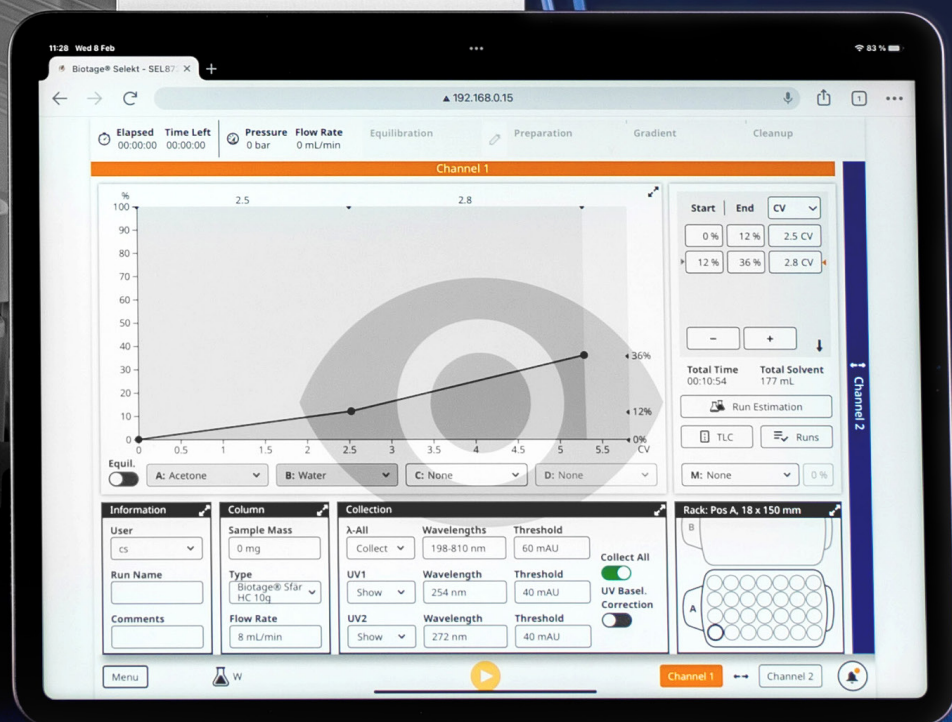 11:28 Wed 8 Feb
83 %
Biotage® Selekt - SEL87
192.168.0.15
1
Elapsed Time Left Pressure Flow Rate Equilibration Preparation Gradient Cleanup
00:00:00 00:00:00 0 bar 0 mL/min
Channel 1
%
2.5 2.8
100
90
80
70
60
50
40
30
20
10
0
36%
12%
0%
0 0.5 1 1.5 2 2.5 3 3.5 4 4.5 5 5.5 CV
Start End CV
0 % 12 % 2.5 CV
12 % 36 % 2.8 CV
- +
Total Time Total Solvent
00:10:54 177 mL
Run Estimation
TLC Runs
M: None 0 %
Equil.
A: Acetone B: Water C: None D: None
Channel 2
Information
User
cs
Run Name
Comments
Column
Sample Mass
0 mg
Type
Biotage® Sfär
HC 10g
Flow Rate
8 mL/min
Collection
λ-All Wavelengths Threshold
Collect 198-810 nm 60 mAU
UV1 Wavelength Threshold
Show 254 nm 40 mAU
UV2 Wavelength Threshold
Show 272 nm 40 mAU
Collect All
UV Basel.
Correction
Rack: Pos A, 18 x 150 mm
B
A
Menu W Channel 1 Channel 2